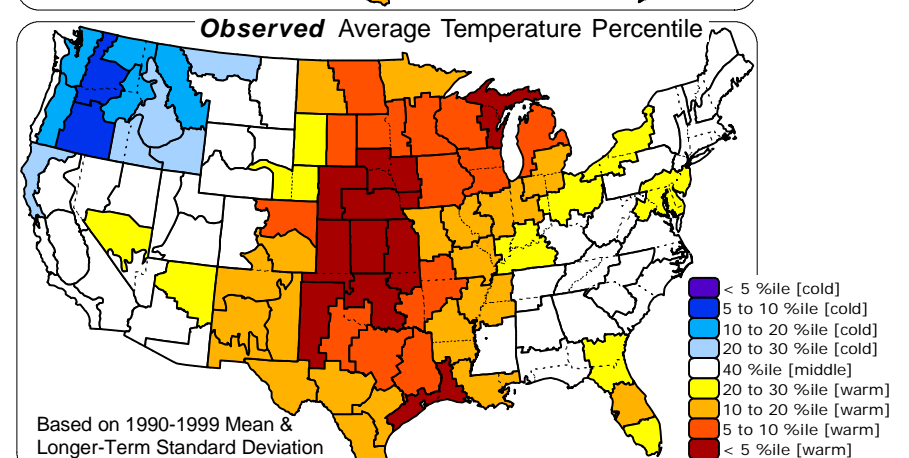 Observed Average Temperature Percentile
< 5 %ile [cold]
5 to 10 %ile [cold]
10 to 20 %ile [cold]
20 to 30 %ile [cold]
40 %ile [middle]
20 to 30 %ile [warm]
10 to 20 %ile [warm]
5 to 10 %ile [warm]
< 5 %ile [warm]
Based on 1990-1999 Mean &
Longer-Term Standard Deviation